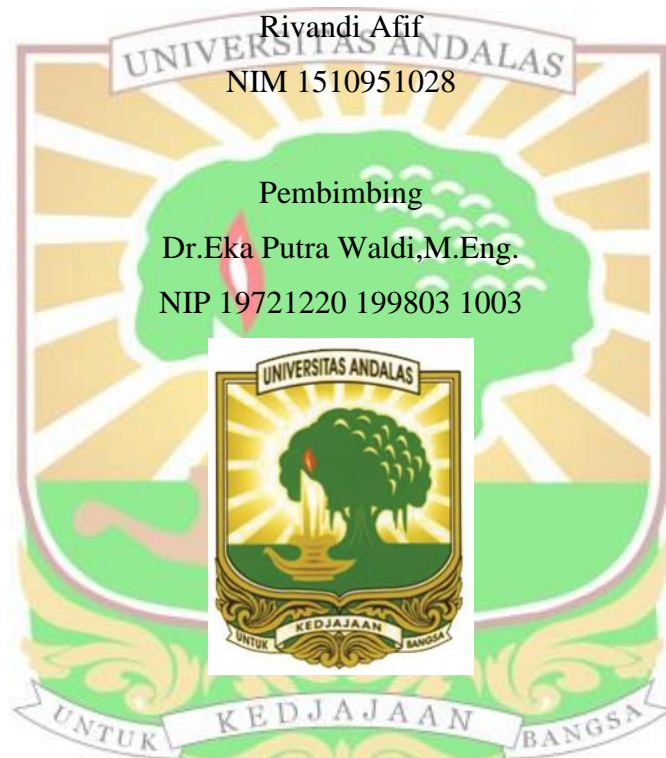 Rivandi Afif
UNIVERSITAS ANDALAS
NIM 1510951028
Pembimbing
Dr.Eka Putra Waldi,M.Eng.
NIP 19721220 199803 1003
UNIVERSITAS ANDALAS
UNTUK KEDJAJAAN BANGSA
UNTUK KEDJAJAAN BANGSA